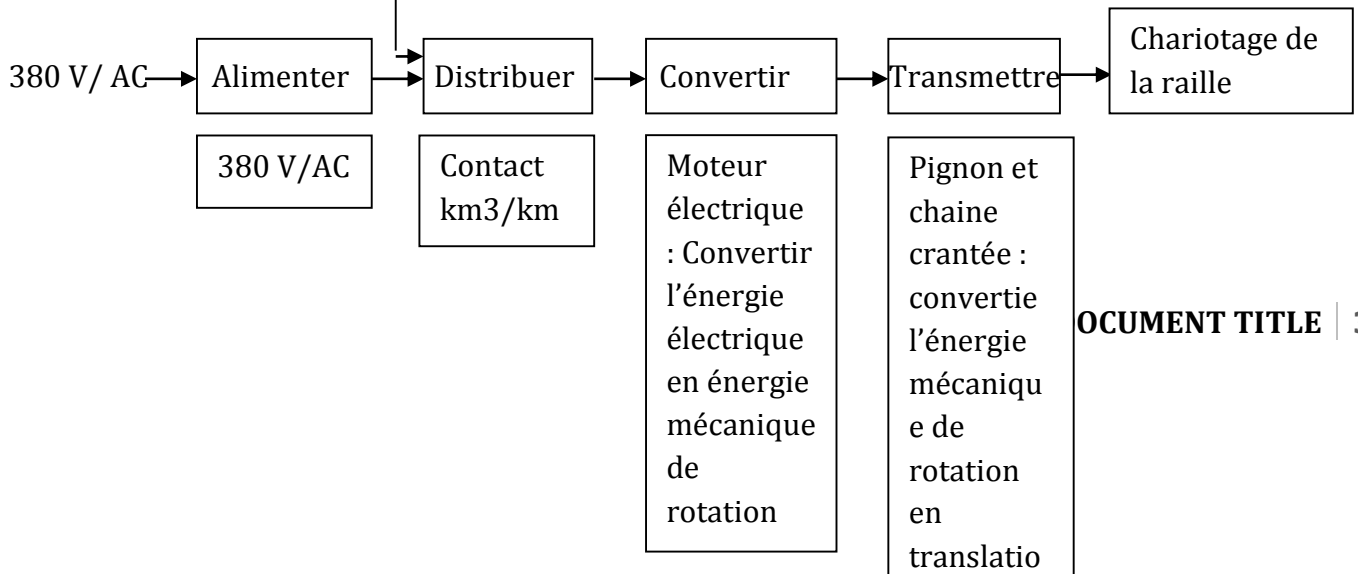 380 V/ AC
Alimenter
Distribuer
Convertir
Transmettre
Chariotage de
la raille
380 V/AC
Contact
km3/km
Moteur
électrique
: Convertir
l’énergie
électrique
en énergie
mécanique
de
rotation
Pignon et
chaine
crantée :
convertie
l’énergie
mécaniqu
e de
rotation
en
translatio
OCUMENT TITLE